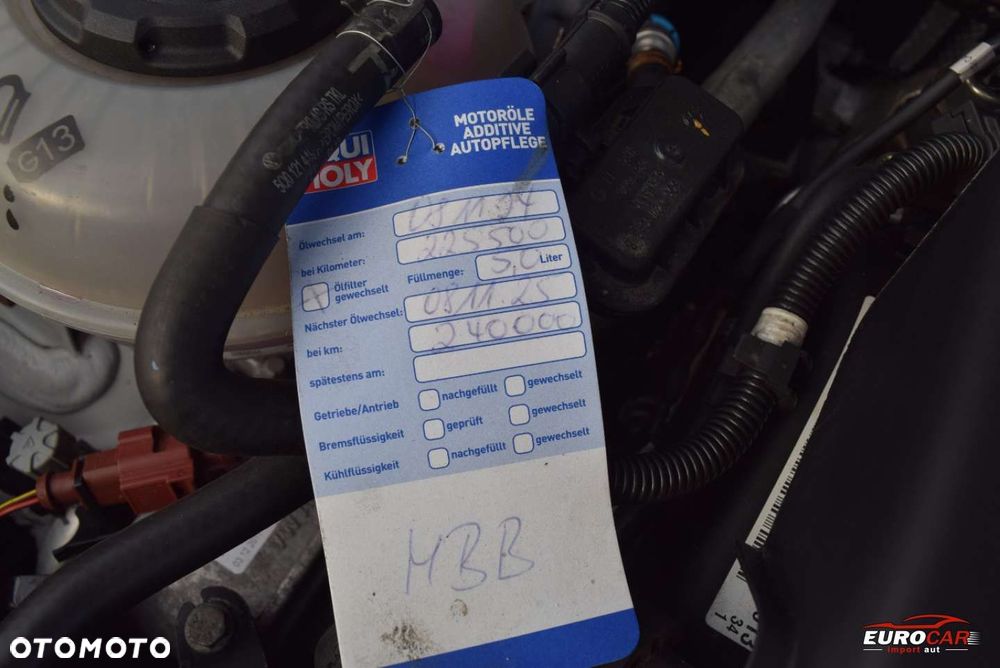 G13
MOTORÖLE
ADDITIVE
AUTOPFLEGE
QUI
MOLY
Ölwechsel am: 08.11.24
bei Kilometer: 225500
Ölfilter
gewechselt
Füllmenge: 5,0 Liter
Nächster Ölwechsel: 08.11.25
bei km: 240000
spätestens am:
Getriebe/Antrieb nachgefüllt gewechselt
Bremsflüssigkeit geprüft gewechselt
Kühlflüssigkeit nachgefüllt gewechselt
MBB
OTOMOTO
EUROCAR
import aut